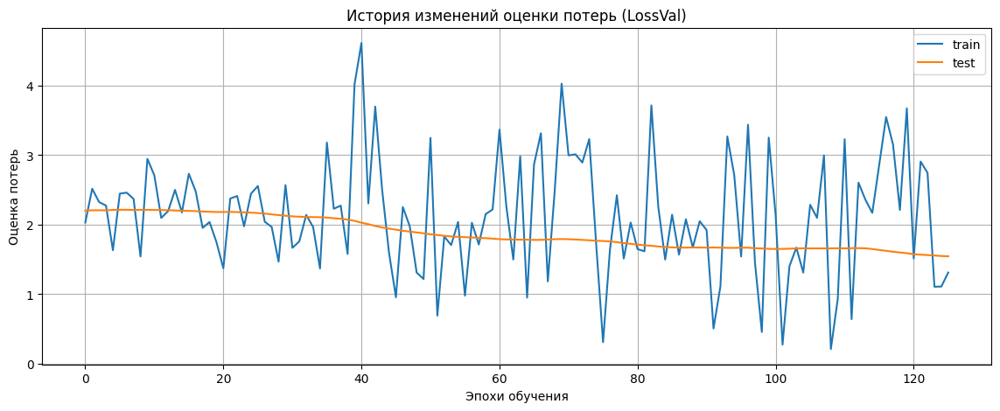 История изменений оценки потерь (LossVal)
train
test
Оценка потерь
4
3
2
1
0
0 20 40 60 80 100 120
Эпохи обучения